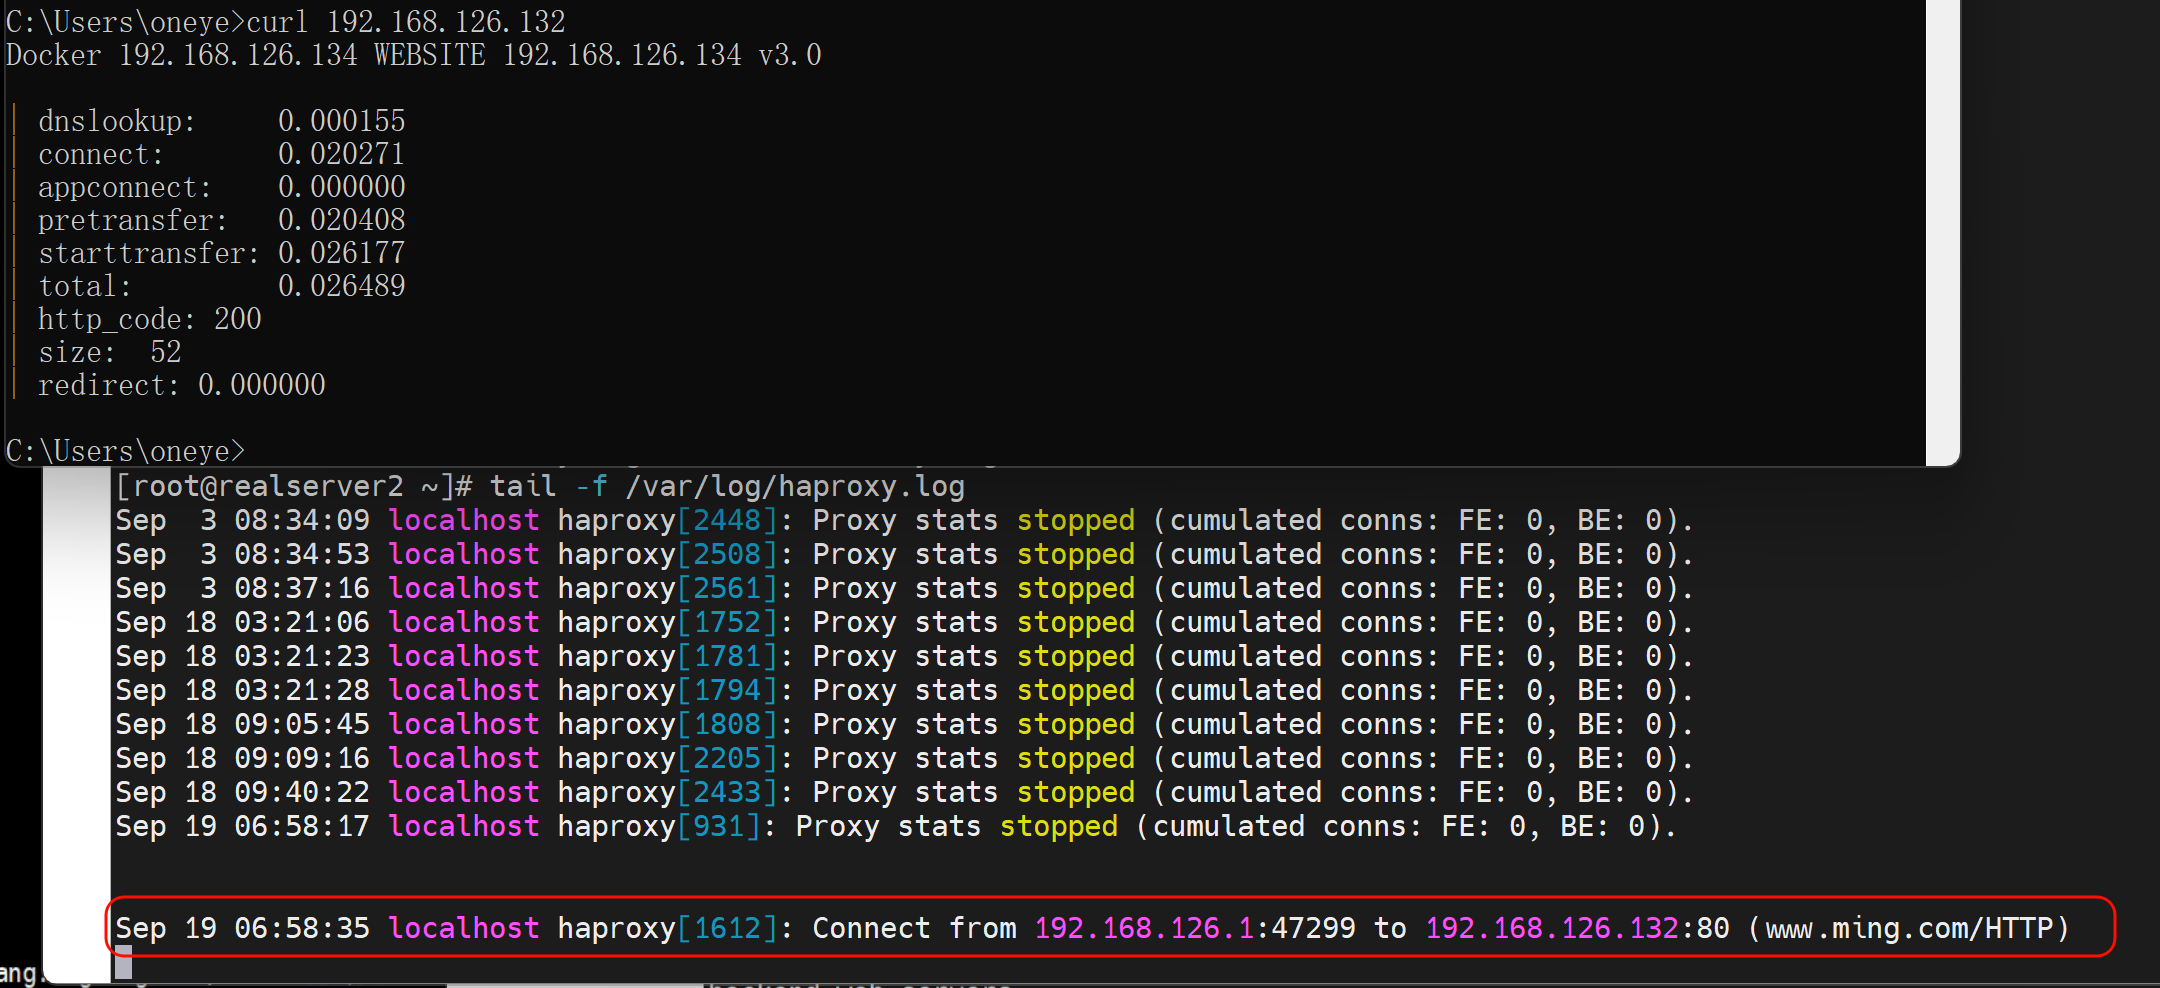 C:\Users\oneye>curl 192.168.126.132
Docker 192.168.126.134 WEBSITE 192.168.126.134 v3.0
| dnslookup: 0.000155
| connect: 0.020271
| appconnect: 0.000000
| pretransfer: 0.020408
| starttransfer: 0.026177
| total: 0.026489
| http_code: 200
| size: 52
| redirect: 0.000000
C:\Users\oneye>
[root@realserver2 ~]# tail -f /var/log/haproxy.log
Sep  3 08:34:09 localhost haproxy[2448]: Proxy stats stopped (cumulated conns: FE: 0, BE: 0).
Sep  3 08:34:53 localhost haproxy[2508]: Proxy stats stopped (cumulated conns: FE: 0, BE: 0).
Sep  3 08:37:16 localhost haproxy[2561]: Proxy stats stopped (cumulated conns: FE: 0, BE: 0).
Sep 18 03:21:06 localhost haproxy[1752]: Proxy stats stopped (cumulated conns: FE: 0, BE: 0).
Sep 18 03:21:23 localhost haproxy[1781]: Proxy stats stopped (cumulated conns: FE: 0, BE: 0).
Sep 18 03:21:28 localhost haproxy[1794]: Proxy stats stopped (cumulated conns: FE: 0, BE: 0).
Sep 18 09:05:45 localhost haproxy[1808]: Proxy stats stopped (cumulated conns: FE: 0, BE: 0).
Sep 18 09:09:16 localhost haproxy[2205]: Proxy stats stopped (cumulated conns: FE: 0, BE: 0).
Sep 18 09:40:22 localhost haproxy[2433]: Proxy stats stopped (cumulated conns: FE: 0, BE: 0).
Sep 19 06:58:17 localhost haproxy[931]: Proxy stats stopped (cumulated conns: FE: 0, BE: 0).
Sep 19 06:58:35 localhost haproxy[1612]: Connect from 192.168.126.1:47299 to 192.168.126.132:80 (www.ming.com/HTTP)